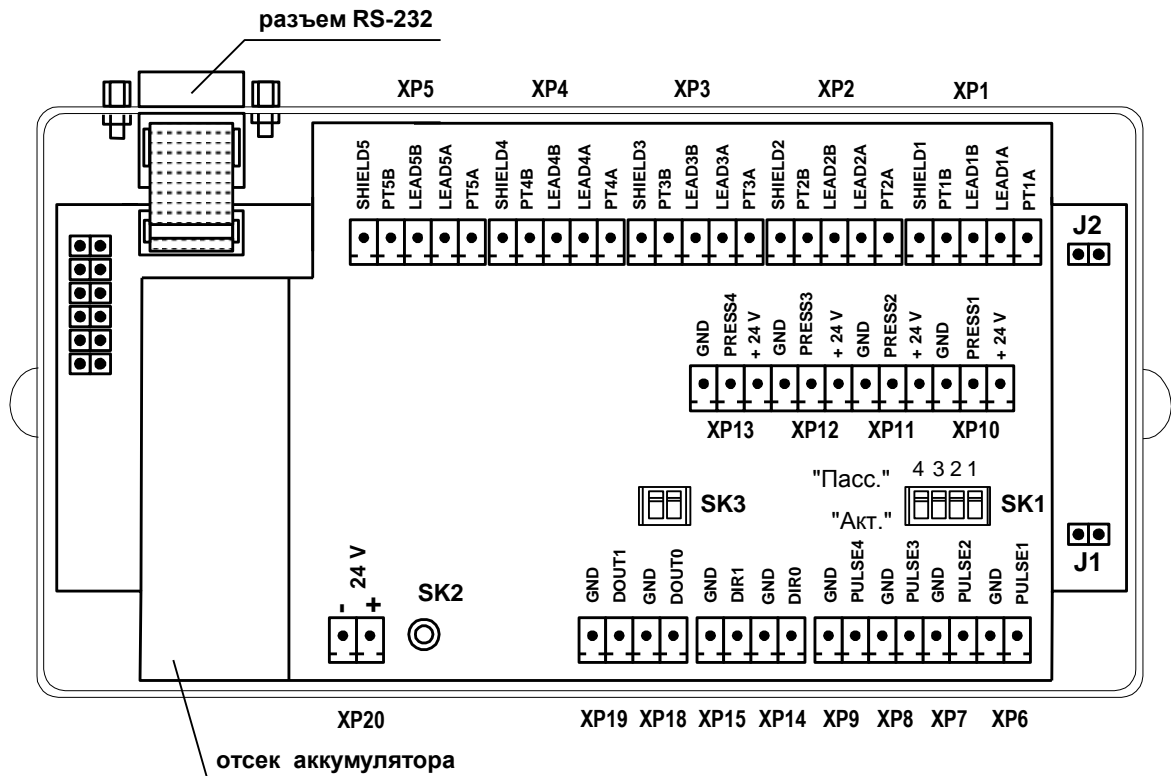 разъем RS-232
XP5 XP4 XP3 XP2 XP1
SHIELD5 PT5B LEAD5B LEAD5A PT5A SHIELD4 PT4B LEAD4B LEAD4A PT4A SHIELD3 PT3B LEAD3B LEAD3A PT3A SHIELD2 PT2B LEAD2B LEAD2A PT2A SHIELD1 PT1B LEAD1B LEAD1A PT1A
J2
GND PRESS4 + 24 V GND PRESS3 + 24 V GND PRESS2 + 24 V GND PRESS1 + 24 V
XP13 XP12 XP11 XP10
"Пасс." 4 3 2 1
SK3 SK1
"Акт."
J1
- + 24 V
SK2
GND DOUT1 GND DOUT0 GND DIR1 GND DIR0 GND PULSE4 GND PULSE3 GND PULSE2 GND PULSE1
XP20 XP19 XP18 XP15 XP14 XP9 XP8 XP7 XP6
отсек аккумулятора